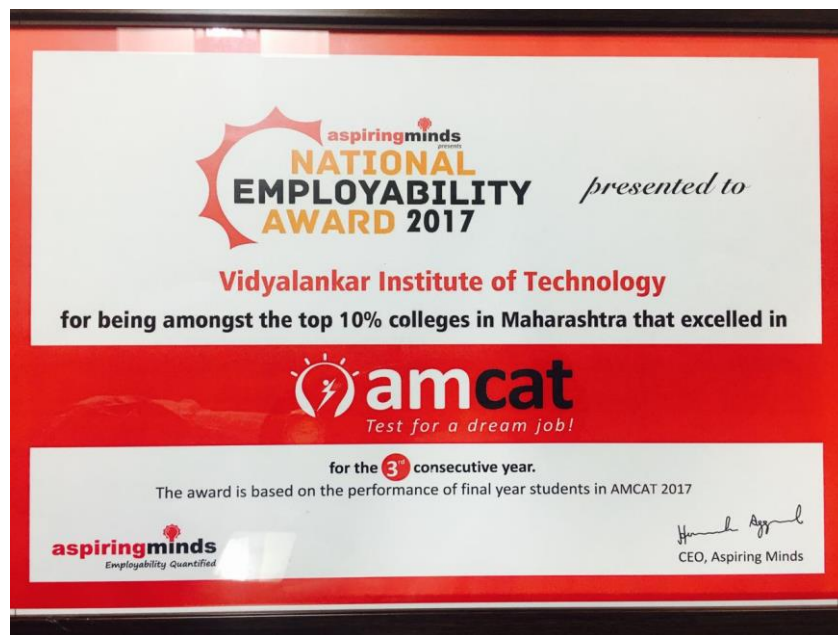 aspiringminds
presents
NATIONAL
EMPLOYABILITY
AWARD 2017
presented to
Vidyalankar Institute of Technology
for being amongst the top 10% colleges in Maharashtra that excelled in
amcat
Test for a dream job!
for the 3rd consecutive year.
The award is based on the performance of final year students in AMCAT 2017
aspiringminds
Employability Quantified
CEO, Aspiring Minds